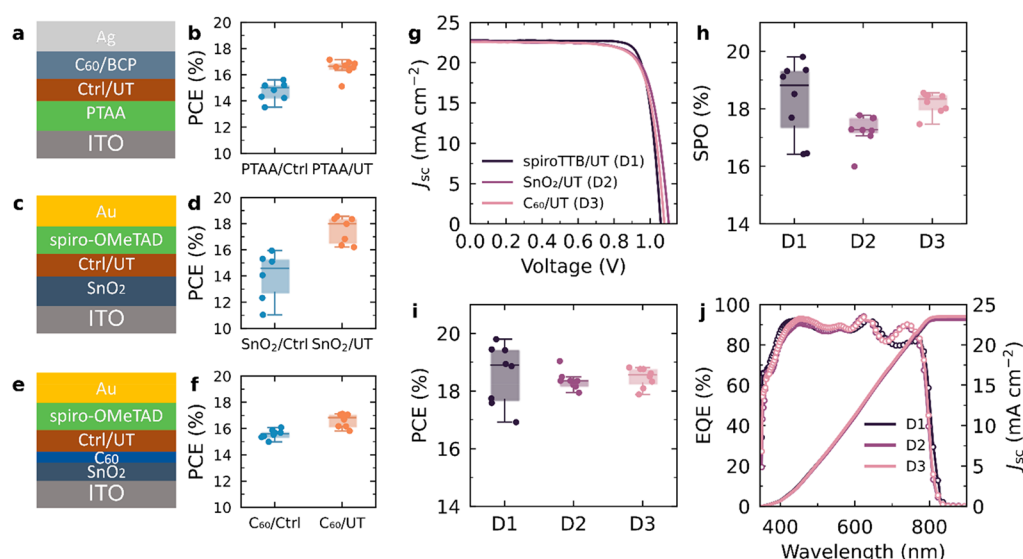 a
Ag
C₆₀/BCP
Ctrl/UT
PTAA
ITO
b
PCE (%)
20
18
16
14
12
10
PTAA/Ctrl PTAA/UT
c
Au
spiro-OMeTAD
Ctrl/UT
SnO₂
ITO
d
PCE (%)
20
18
16
14
12
10
SnO₂/Ctrl SnO₂/UT
e
Au
spiro-OMeTAD
Ctrl/UT
C₆₀
SnO₂
ITO
f
PCE (%)
20
18
16
14
12
10
C₆₀/Ctrl C₆₀/UT
g
Jsc (mA cm⁻²)
25
20
15
10
5
0
spiroTTB/UT (D1)
SnO₂/UT (D2)
C₆₀/UT (D3)
0.0 0.2 0.4 0.6 0.8 1.0
Voltage (V)
h
SPO (%)
20
18
16
14
D1 D2 D3
i
PCE (%)
20
18
16
14
D1 D2 D3
j
EQE (%)
100
80
60
40
20
0
D1
D2
D3
25
20
15
10
5
0
Jsc (mA cm⁻²)
400 600 800
Wavelength (nm)